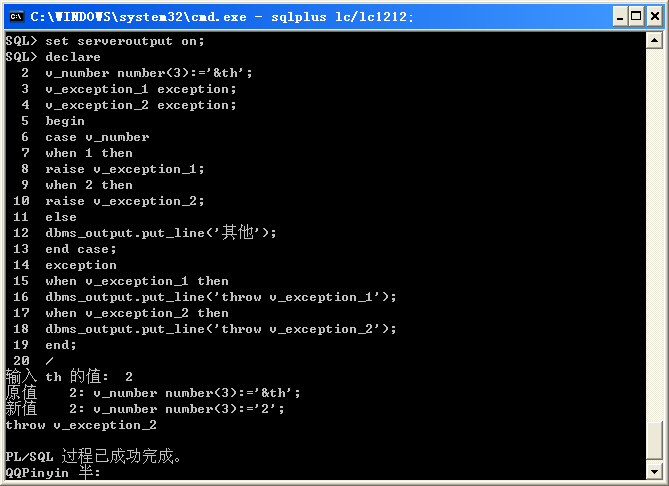 C:\WINDOWS\system32\cmd.exe - sqlplus lc/lc1212;
SQL> set serveroutput on;
SQL> declare
  2  v_number number(3):='&th';
  3  v_exception_1 exception;
  4  v_exception_2 exception;
  5  begin
  6  case v_number
  7  when 1 then
  8  raise v_exception_1;
  9  when 2 then
 10  raise v_exception_2;
 11  else
 12  dbms_output.put_line('其他');
 13  end case;
 14  exception
 15  when v_exception_1 then
 16  dbms_output.put_line('throw v_exception_1');
 17  when v_exception_2 then
 18  dbms_output.put_line('throw v_exception_2');
 19  end;
 20  /
输入 th 的值:  2
原值    2: v_number number(3):='&th';
新值    2: v_number number(3):='2';
throw v_exception_2
PL/SQL 过程已成功完成。
QQPinyin 半: